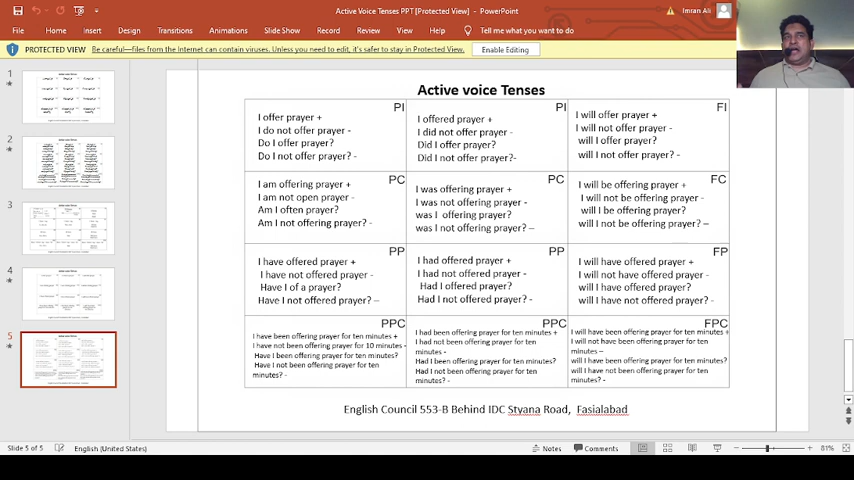 Active Voice Tenses PPT [Protected View] – PowerPoint
Imran Ali
File Home Insert Design Transitions Animations Slide Show Record Review View Help Tell me what you want to do
PROTECTED VIEW Be careful—files from the Internet can contain viruses. Unless you need to edit, it's safer to stay in Protected View. Enable Editing
1
2
3
4
5
Active voice Tenses
PI
I offer prayer +
I do not offer prayer -
Do I offer prayer?
Do I not offer prayer? -
PI
I offered prayer +
I did not offer prayer -
Did I offer prayer?
Did I not offer prayer?-
FI
I will offer prayer +
I will not offer prayer -
will I offer prayer?
will I not offer prayer? -
PC
I am offering prayer +
I am not open prayer -
Am I often prayer?
Am I not offering prayer? -
PC
I was offering prayer +
I was not offering prayer -
was I offering prayer?
was I not offering prayer? –
FC
I will be offering prayer +
I will not be offering prayer -
will I be offering prayer?
will I not be offering prayer? –
PP
I have offered prayer +
I have not offered prayer -
Have I of a prayer?
Have I not offered prayer? –
PP
I had offered prayer +
I had not offered prayer -
Had I offered prayer?
Had I not offered prayer? -
FP
I will have offered prayer +
I will not have offered prayer -
will I have offered prayer?
will I have not offered prayer? -
PPC
I have been offering prayer for ten minutes +
I have not been offering prayer for 10 minutes -
Have I been offering prayer for ten minutes?
Have I not been offering prayer for ten
minutes? -
PPC
I had been offering prayer for ten minutes +
I had not been offering prayer for ten
minutes -
Had I been offering prayer for ten minutes?
Had I not been offering prayer for ten
minutes? -
FPC
I will have been offering prayer for ten minutes +
I will not have been offering prayer for ten
minutes –
will I have been offering prayer for ten minutes?
will I have not been offering prayer for ten
minutes? -
English Council 553-B Behind IDC Styana Road, Fasialabad
Slide 5 of 5 English (United States) Notes Comments 81%